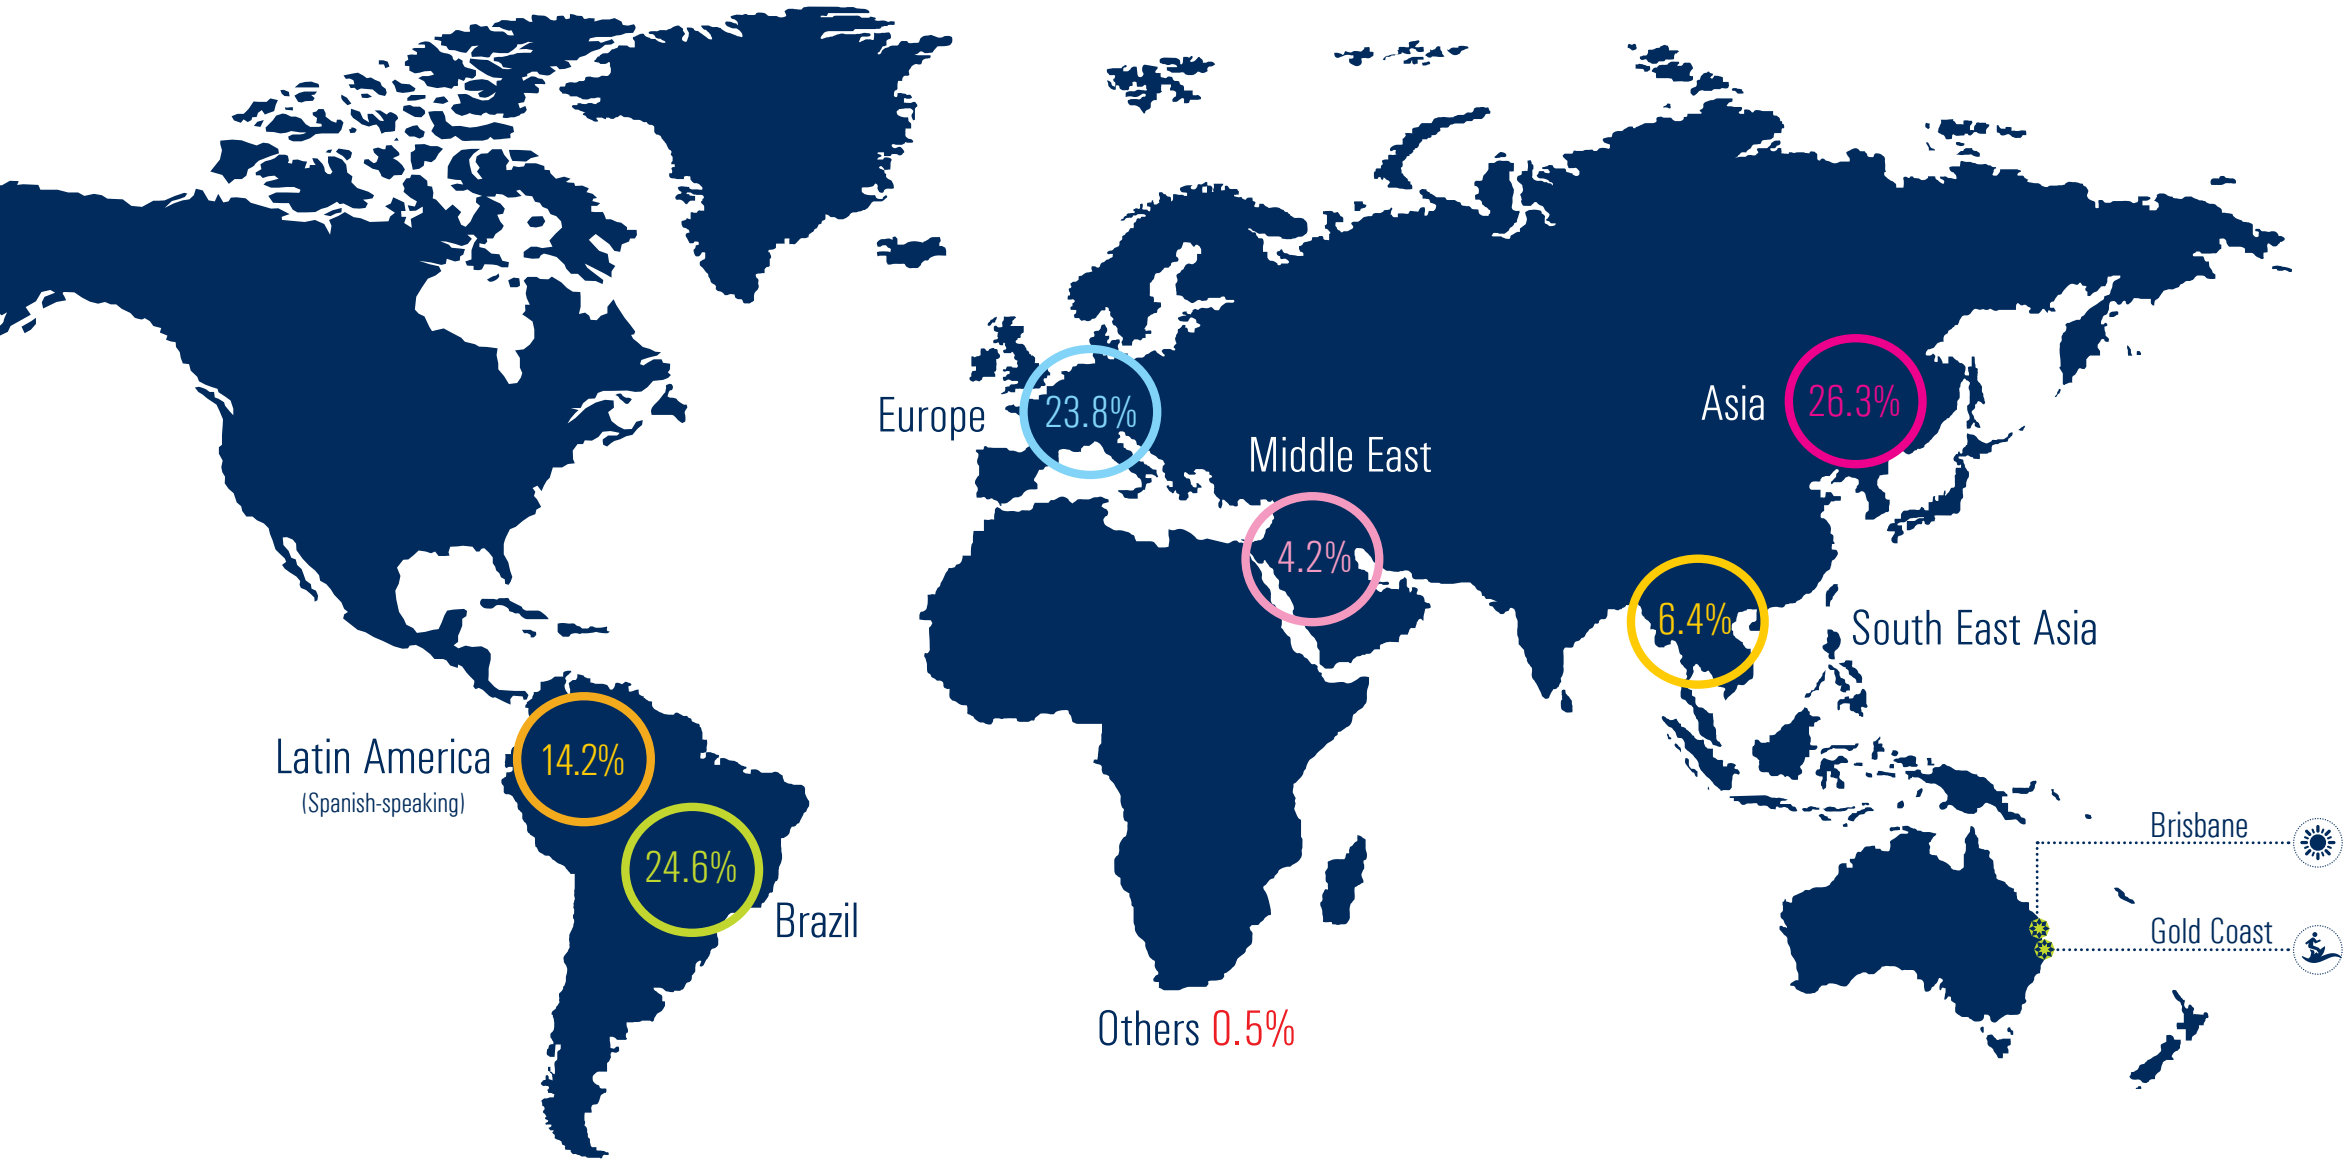 Europe
23.8%
Asia
26.3%
Middle East
4.2%
6.4%
South East Asia
Latin America
(Spanish-speaking)
14.2%
24.6%
Brazil
Brisbane
Gold Coast
Others 0.5%